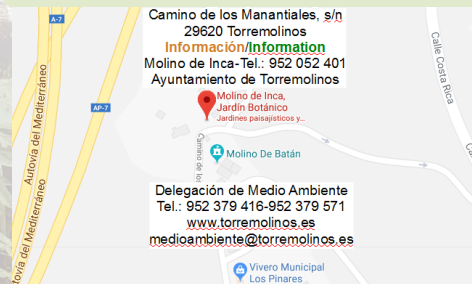 Camino de los Manantiales, s/n
29620 Torremolinos
Información/Information
Molino de Inca-Tel.: 952 052 401
Ayuntamiento de Torremolinos
A-7
AP-7
Autovía del Mediterráneo
Autovía del Mediterráneo
Calle Costa Rica
Molino de Inca,
Jardín Botánico
Jardines paisajísticos y...
Camino de los
Molino De Batán
Delegación de Medio Ambiente
Tel.: 952 379 416-952 379 571
www.torremolinos.es
medioambiente@torremolinos.es
Vivero Municipal
Los Pinares